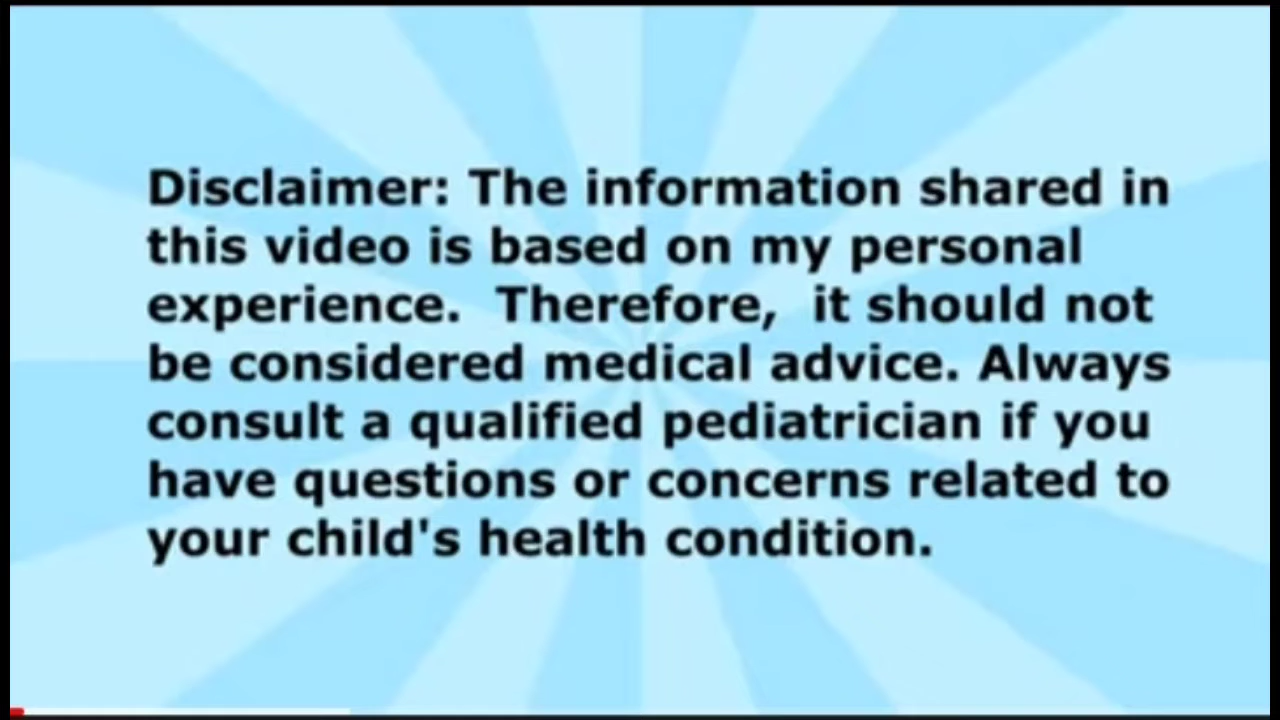 Disclaimer: The information shared in
this video is based on my personal
experience.  Therefore,  it should not
be considered medical advice. Always
consult a qualified pediatrician if you
have questions or concerns related to
your child's health condition.